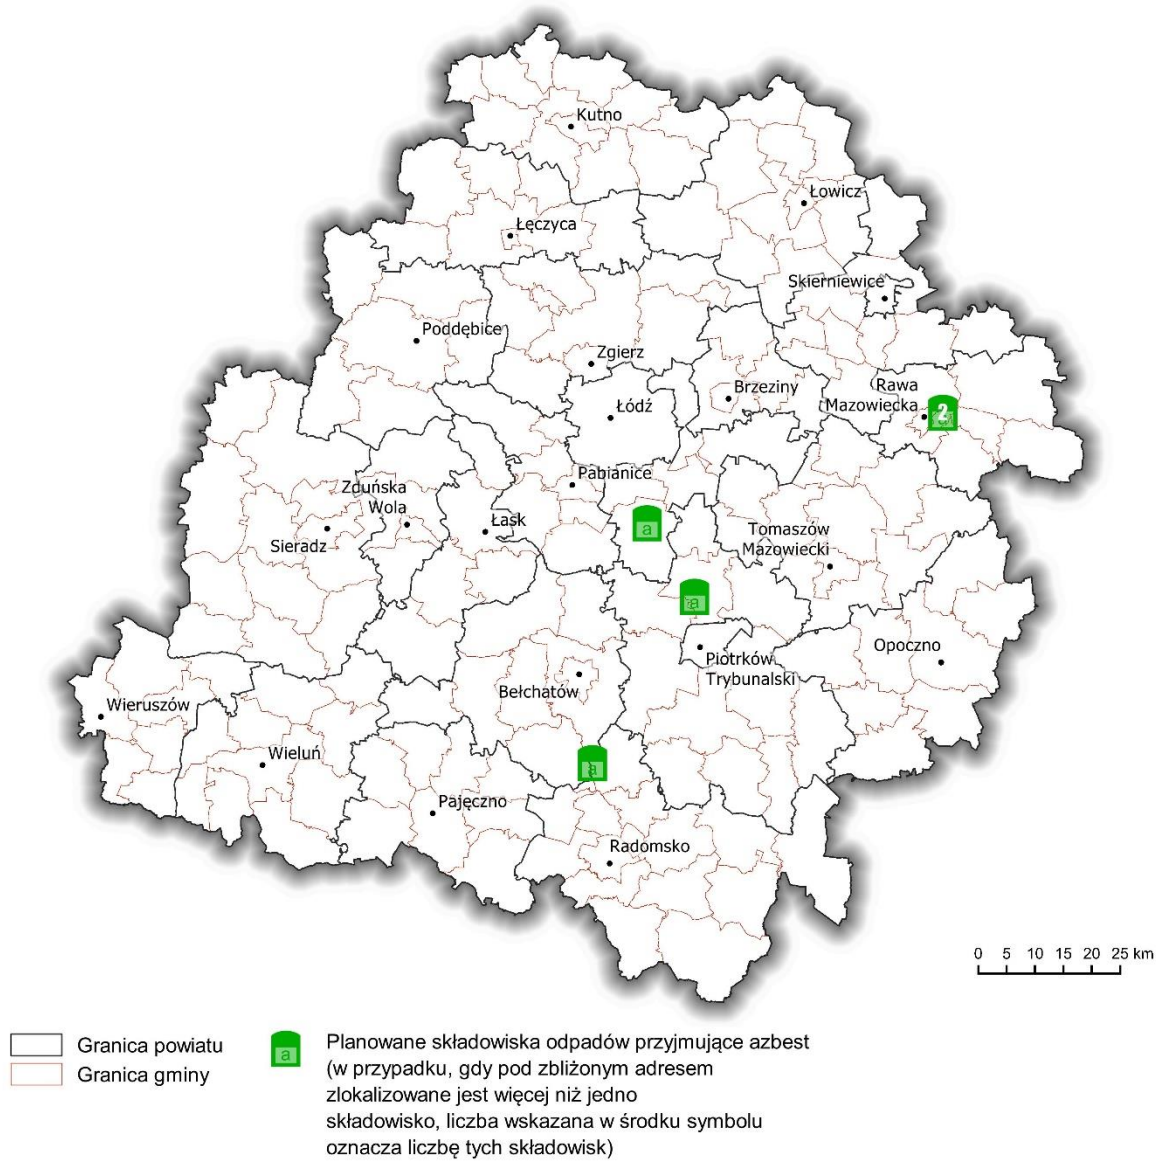 Kutno
Łowicz
Łęczyca
Skierniewice
Poddębice
Zgierz
Rawa
Mazowiecka
2
Brzeziny
Łódź
Pabianice
Zduńska
Wola
Łask
Sieradz
a
Tomaszów
Mazowiecki
a
Opoczno
Piotrków
Trybunalski
Bełchatów
Wieruszów
Wieluń
a
Pajęczno
Radomsko
0 5 10 15 20 25 km
Granica powiatu
Granica gminy
a
Planowane składowiska odpadów przyjmujące azbest
(w przypadku, gdy pod zbliżonym adresem
zlokalizowane jest więcej niż jedno
składowisko, liczba wskazana w środku symbolu
oznacza liczbę tych składowisk)